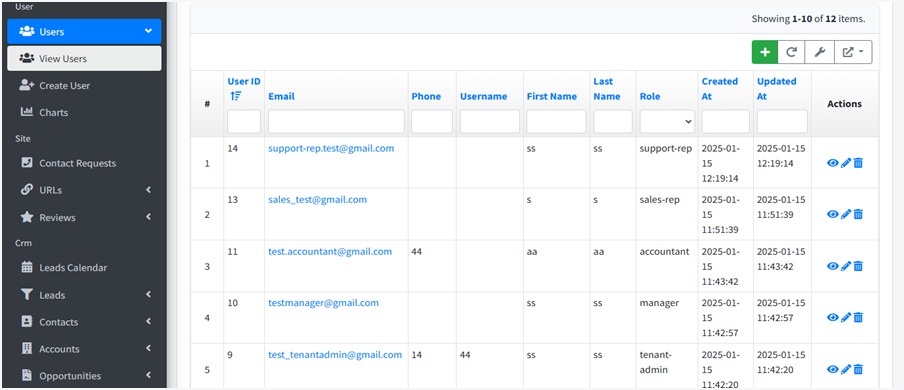 User
Users
View Users
Create User
Charts
Site
Contact Requests
URLs
Reviews
Crm
Leads Calendar
Leads
Contacts
Accounts
Opportunities
Showing 1-10 of 12 items.
# User ID Email Phone Username First Name Last Name Role Created At Updated At Actions
1 14 support-rep.test@gmail.com ss ss support-rep 2025-01-15 12:19:14 2025-01-15 12:19:14
2 13 sales_test@gmail.com s s sales-rep 2025-01-15 11:51:39 2025-01-15 11:51:39
3 11 test.accountant@gmail.com 44 aa aa accountant 2025-01-15 11:43:42 2025-01-15 11:43:42
4 10 testmanager@gmail.com ss ss manager 2025-01-15 11:42:57 2025-01-15 11:42:57
5 9 test_tenantadmin@gmail.com 14 44 ss ss tenant-admin 2025-01-15 11:42:20 2025-01-15 11:42:20